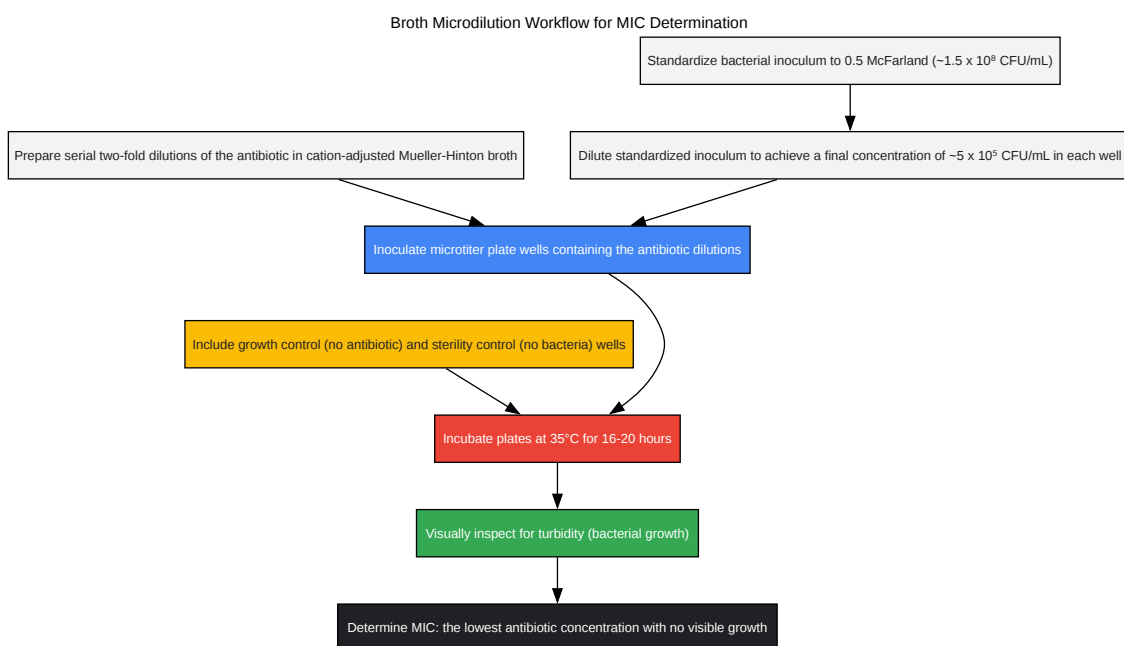 Broth Microdilution Workflow for MIC Determination
Standardize bacterial inoculum to 0.5 McFarland (~1.5 x 10⁸ CFU/mL)
Prepare serial two-fold dilutions of the antibiotic in cation-adjusted Mueller-Hinton broth
Dilute standardized inoculum to achieve a final concentration of ~5 x 10⁵ CFU/mL in each well
Inoculate microtiter plate wells containing the antibiotic dilutions
Include growth control (no antibiotic) and sterility control (no bacteria) wells
Incubate plates at 35°C for 16-20 hours
Visually inspect for turbidity (bacterial growth)
Determine MIC: the lowest antibiotic concentration with no visible growth